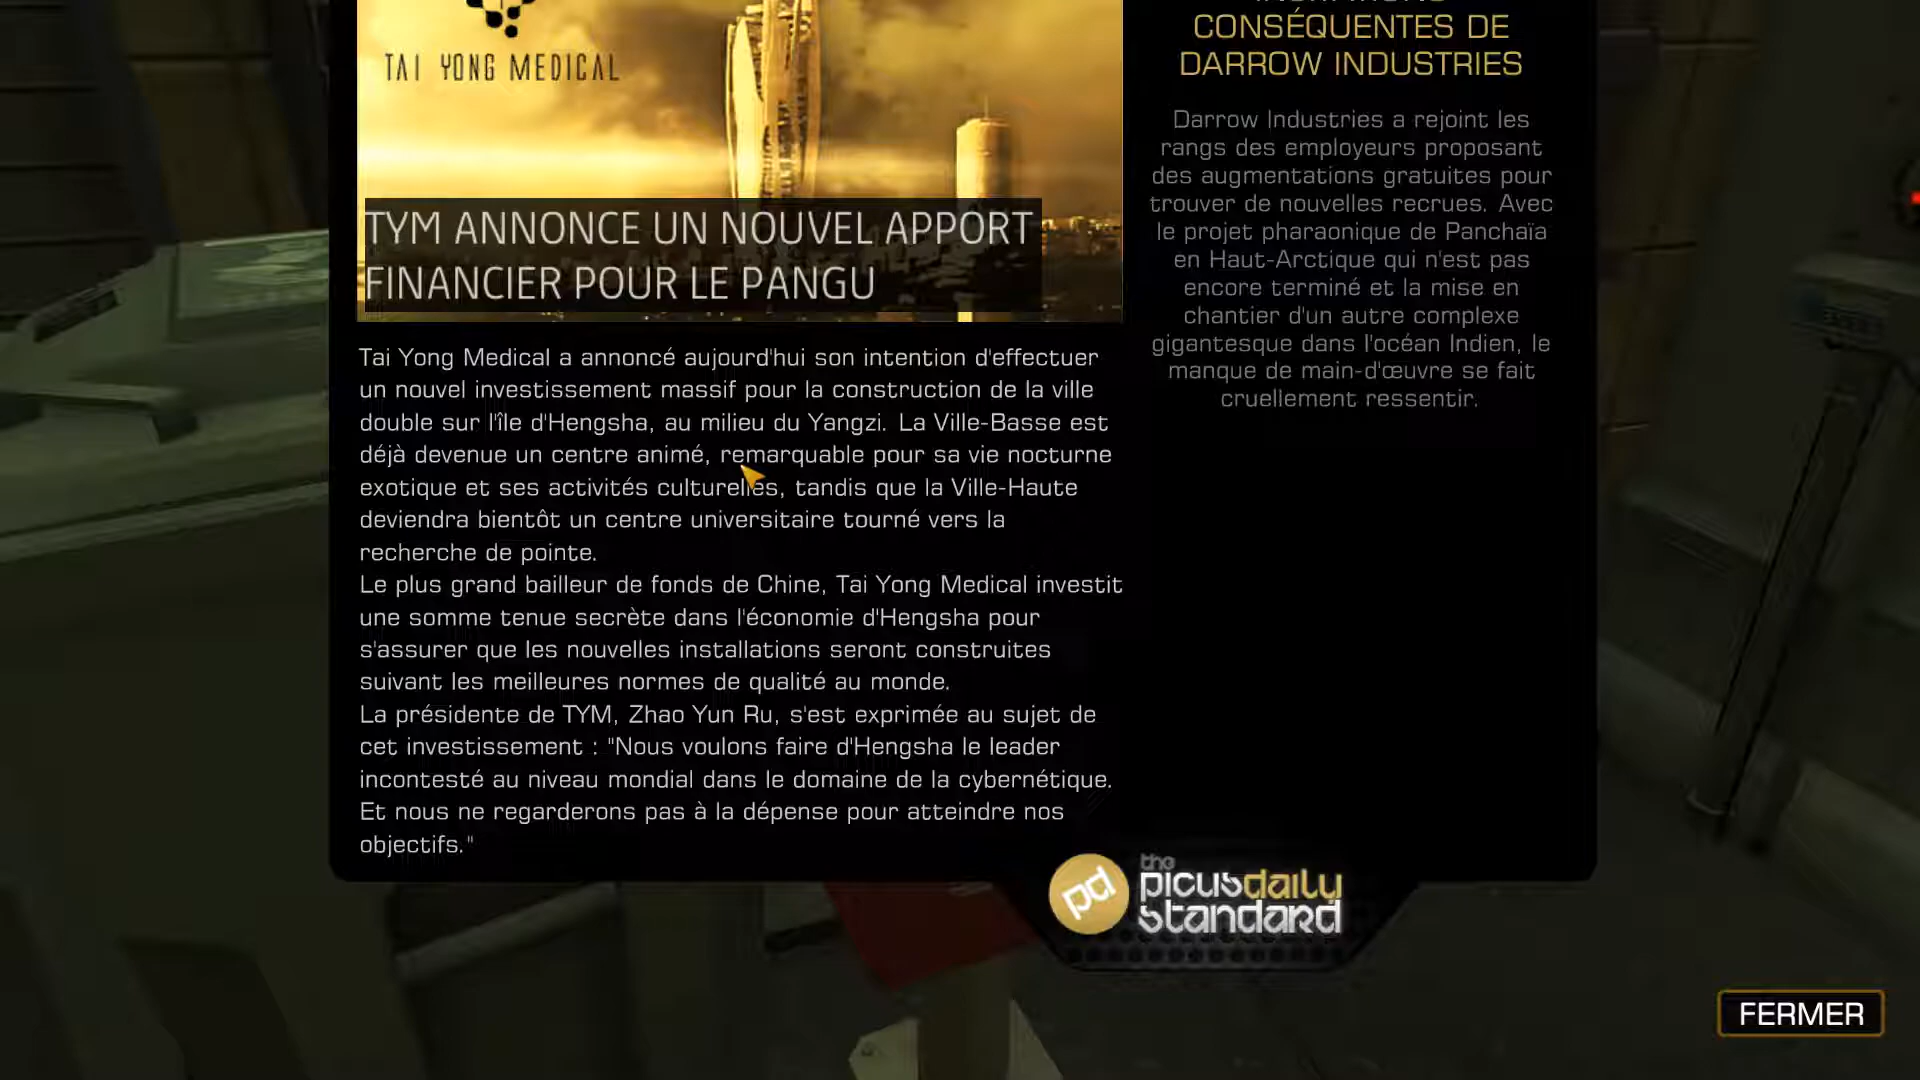 TAI YONG MEDICAL
TYM ANNONCE UN NOUVEL APPORT
FINANCIER POUR LE PANGU
Tai Yong Medical a annoncé aujourd'hui son intention d'effectuer
un nouvel investissement massif pour la construction de la ville
double sur l'île d'Hengsha, au milieu du Yangzi. La Ville-Basse est
déjà devenue un centre animé, remarquable pour sa vie nocturne
exotique et ses activités culturelles, tandis que la Ville-Haute
deviendra bientôt un centre universitaire tourné vers la
recherche de pointe.
Le plus grand bailleur de fonds de Chine, Tai Yong Medical investit
une somme tenue secrète dans l'économie d'Hengsha pour
s'assurer que les nouvelles installations seront construites
suivant les meilleures normes de qualité au monde.
La présidente de TYM, Zhao Yun Ru, s'est exprimée au sujet de
cet investissement : "Nous voulons faire d'Hengsha le leader
incontesté au niveau mondial dans le domaine de la cybernétique.
Et nous ne regarderons pas à la dépense pour atteindre nos
objectifs."
CONSÉQUENTES DE
DARROW INDUSTRIES
Darrow Industries a rejoint les
rangs des employeurs proposant
des augmentations gratuites pour
trouver de nouvelles recrues. Avec
le projet pharaonique de Panchaïa
en Haut-Arctique qui n'est pas
encore terminé et la mise en
chantier d'un autre complexe
gigantesque dans l'océan Indien, le
manque de main-d'œuvre se fait
cruellement ressentir.
pd
the
picusdaily
standard
FERMER